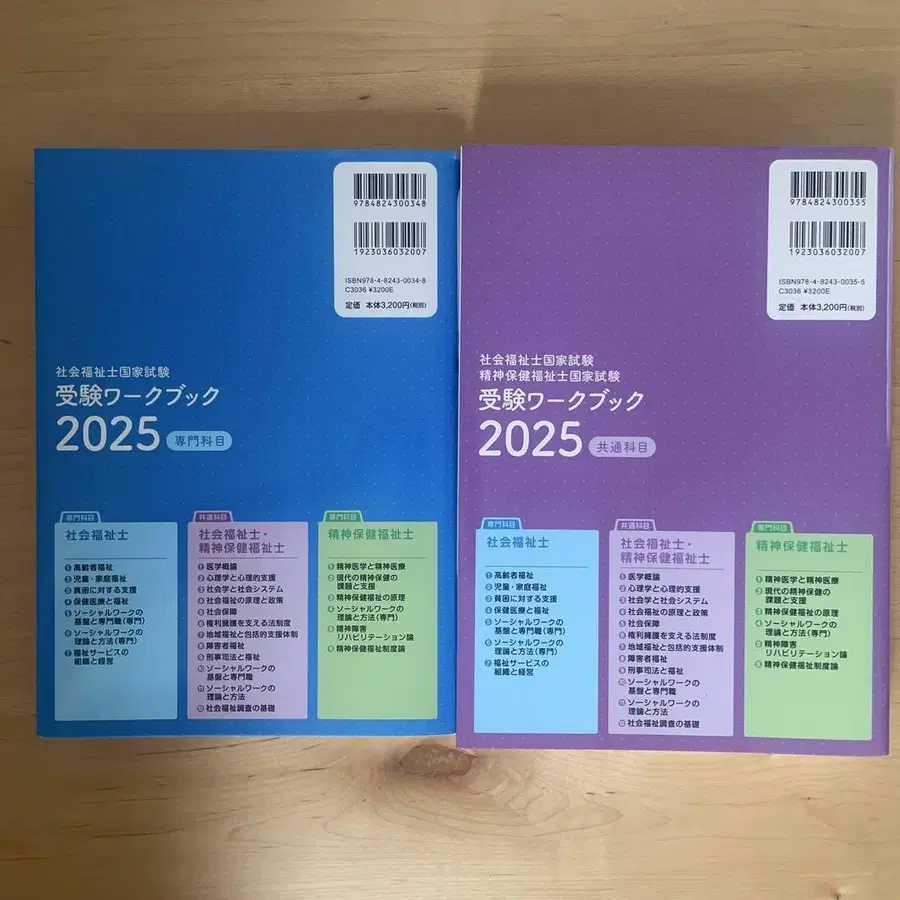 9784824300348
1923036032007
ISBN978-4-8243-0034-8
C3036 ¥3200E
定価 本体3,200円(税別)
社会福祉士国家試験
受験ワークブック
2025 専門科目
専門科目
社会福祉士
1 高齢者福祉
2 児童・家庭福祉
3 貧困に対する支援
4 保健医療と福祉
5 ソーシャルワークの
基盤と専門職(専門)
6 ソーシャルワークの
理論と方法(専門)
7 福祉サービスの
組織と経営
共通科目
社会福祉士・
精神保健福祉士
1 医学概論
2 心理学と心理的支援
3 社会学と社会システム
4 社会福祉の原理と政策
5 社会保障
6 権利擁護を支える法制度
7 地域福祉と包括的支援体制
8 障害者福祉
9 刑事司法と福祉
10 ソーシャルワークの
基盤と専門職
11 ソーシャルワークの
理論と方法
12 社会福祉調査の基礎
専門科目
精神保健福祉士
1 精神医学と精神医療
2 現代の精神保健の
課題と支援
3 精神保健福祉の原理
4 ソーシャルワークの
理論と方法(専門)
5 精神障害
リハビリテーション論
6 精神保健福祉制度論
9784824300355
1923036032007
ISBN978-4-8243-0035-5
C3036 ¥3200E
定価 本体3,200円(税別)
社会福祉士国家試験
精神保健福祉士国家試験
受験ワークブック
2025 共通科目
専門科目
社会福祉士
1 高齢者福祉
2 児童・家庭福祉
3 貧困に対する支援
4 保健医療と福祉
5 ソーシャルワークの
基盤と専門職(専門)
6 ソーシャルワークの
理論と方法(専門)
7 福祉サービスの
組織と経営
共通科目
社会福祉士・
精神保健福祉士
1 医学概論
2 心理学と心理的支援
3 社会学と社会システム
4 社会福祉の原理と政策
5 社会保障
6 権利擁護を支える法制度
7 地域福祉と包括的支援体制
8 障害者福祉
9 刑事司法と福祉
10 ソーシャルワークの
基盤と専門職
11 ソーシャルワークの
理論と方法
12 社会福祉調査の基礎
専門科目
精神保健福祉士
1 精神医学と精神医療
2 現代の精神保健の
課題と支援
3 精神保健福祉の原理
4 ソーシャルワークの
理論と方法(専門)
5 精神障害
リハビリテーション論
6 精神保健福祉制度論